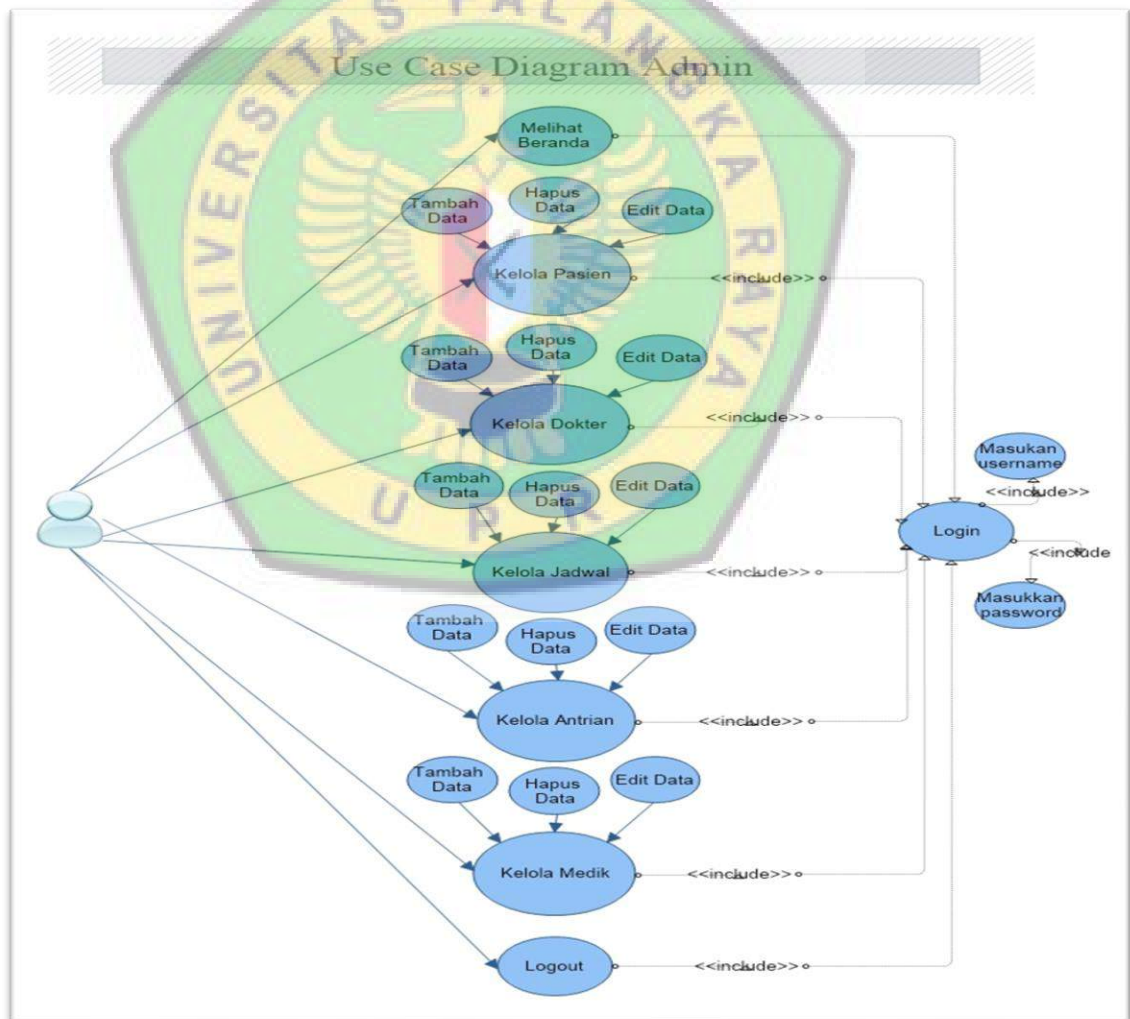 UNIVERSITAS PALANGKA RAYA
Use Case Diagram Admin
Melihat
Beranda
Tambah
Data
Hapus
Data
Edit Data
Kelola Pasien
<<include>>
Tambah
Data
Hapus
Data
Edit Data
Kelola Dokter
<<include>>
Tambah
Data
Hapus
Data
Edit Data
U P R
Kelola Jadwal
<<include>>
Masukan
username
<<include>>
Login
<<include
Masukkan
password
Tambah
Data
Hapus
Data
Edit Data
Kelola Antrian
<<include>>
Tambah
Data
Hapus
Data
Edit Data
Kelola Medik
<<include>>
Logout
<<include>>